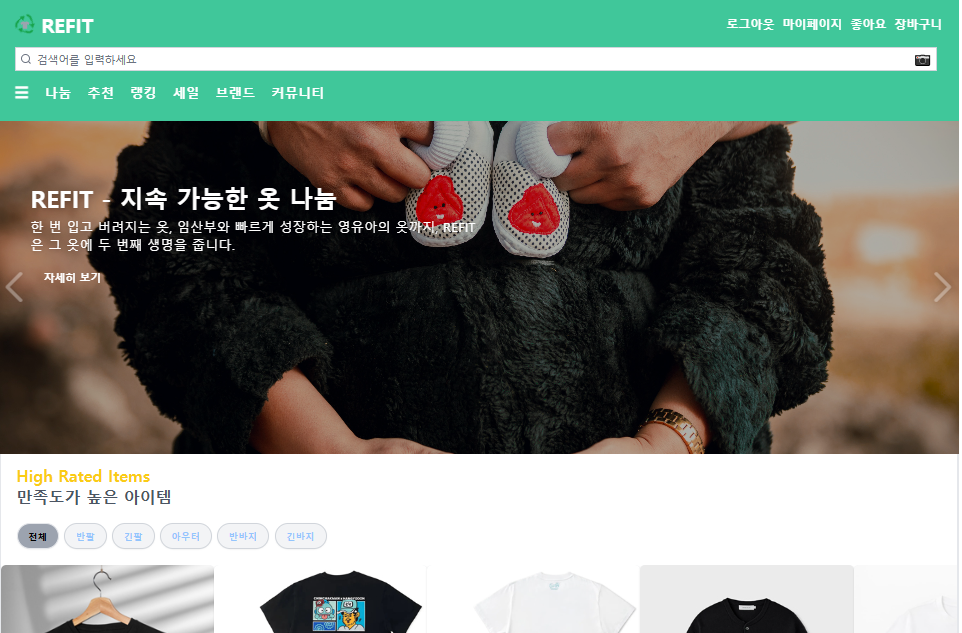 REFIT
로그아웃 마이페이지 좋아요 장바구니
검색어를 입력하세요
나눔 추천 랭킹 세일 브랜드 커뮤니티
REFIT - 지속 가능한 옷 나눔
한 번 입고 버려지는 옷, 임산부와 빠르게 성장하는 영유아의 옷까지, REFIT
은 그 옷에 두 번째 생명을 줍니다.
자세히 보기
High Rated Items
만족도가 높은 아이템
전체 반팔 긴팔 아우터 반바지 긴바지